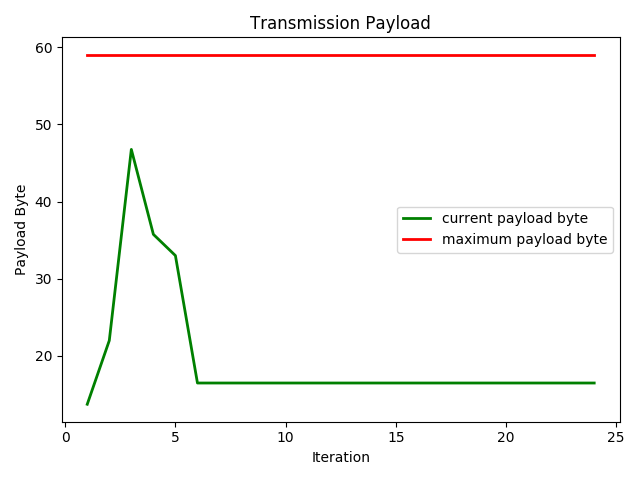 Transmission Payload
60
50
40
30
20
Payload Byte
current payload byte
maximum payload byte
0 5 10 15 20 25
Iteration